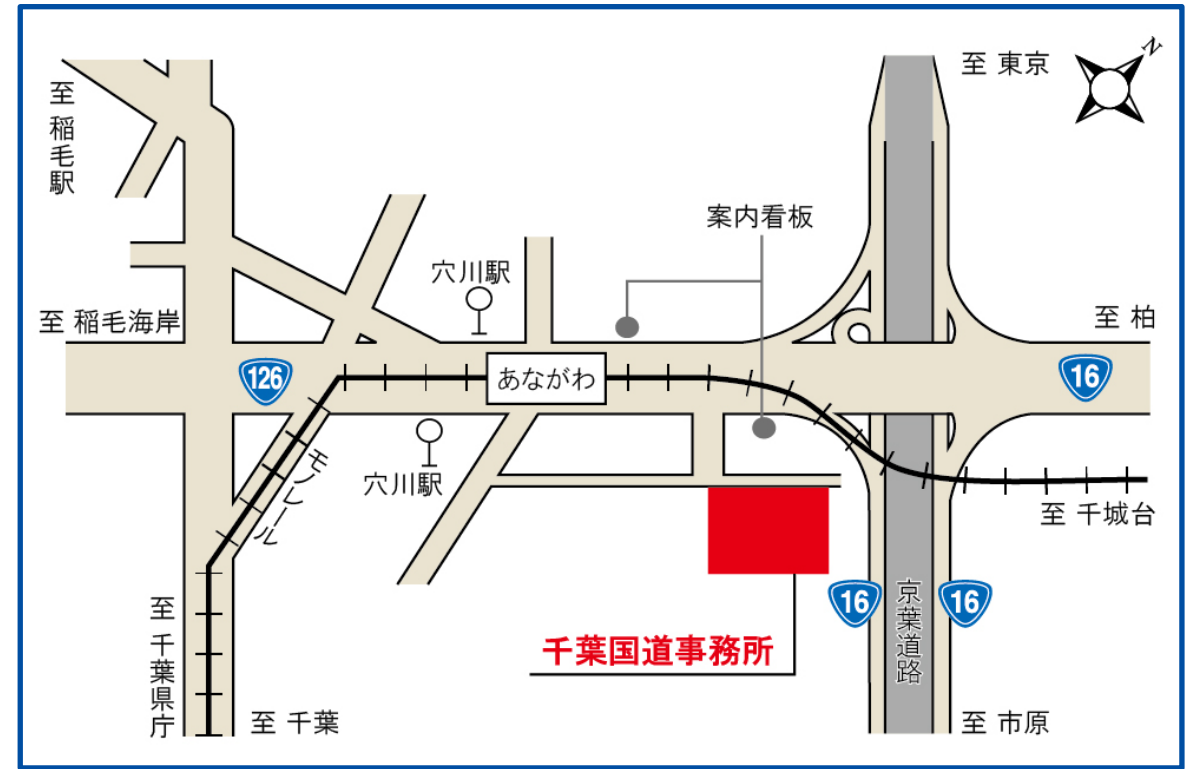 至 東京
N
至 稲毛駅
案内看板
穴川駅
至 稲毛海岸
至 柏
126
あながわ
16
穴川駅
モノレール
至 千城台
16
京葉道路
16
至 千葉県庁
千葉国道事務所
至 千葉
至 市原